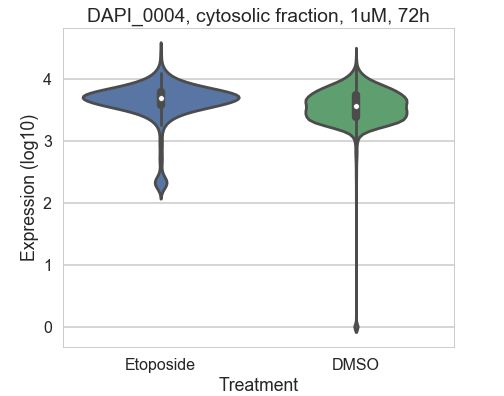 DAPI_0004, cytosolic fraction, 1uM, 72h
Expression (log10)
4
3
2
1
0
Etoposide
DMSO
Treatment